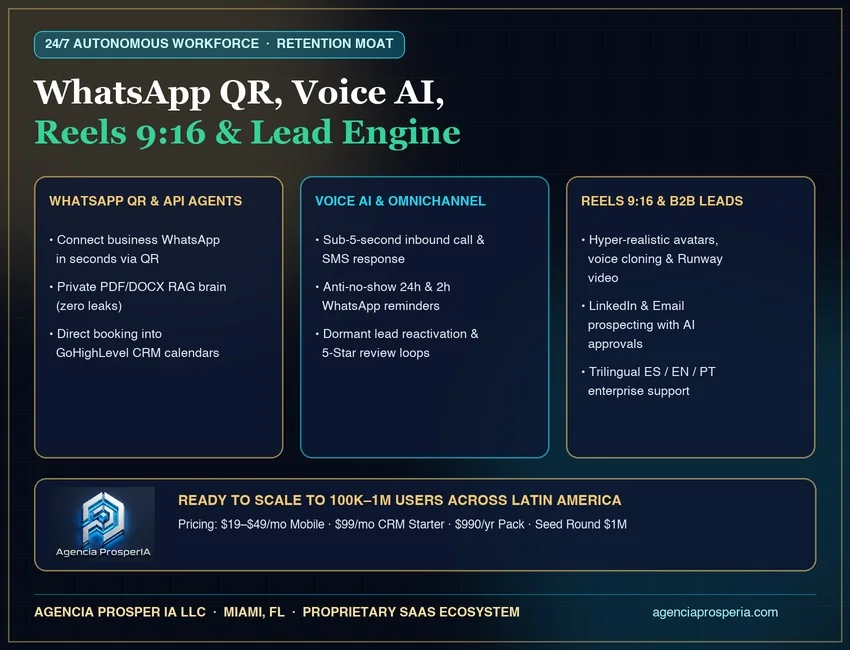 24/7 AUTONOMOUS WORKFORCE · RETENTION MOAT
WhatsApp QR, Voice AI,
Reels 9:16 & Lead Engine
WHATSAPP QR & API AGENTS
• Connect business WhatsApp
in seconds via QR
• Private PDF/DOCX RAG brain
(zero leaks)
• Direct booking into
GoHighLevel CRM calendars
VOICE AI & OMNICHANNEL
• Sub-5-second inbound call &
SMS response
• Anti-no-show 24h & 2h
WhatsApp reminders
• Dormant lead reactivation &
5-Star review loops
REELS 9:16 & B2B LEADS
• Hyper-realistic avatars,
voice cloning & Runway
video
• LinkedIn & Email
prospecting with AI
approvals
• Trilingual ES / EN / PT
enterprise support
Agencia ProsperIA
READY TO SCALE TO 100K–1M USERS ACROSS LATIN AMERICA
Pricing: $19–$49/mo Mobile · $99/mo CRM Starter · $990/yr Pack · Seed Round $1M
AGENCIA PROSPER IA LLC · MIAMI, FL · PROPRIETARY SAAS ECOSYSTEM
agenciaprosperia.com